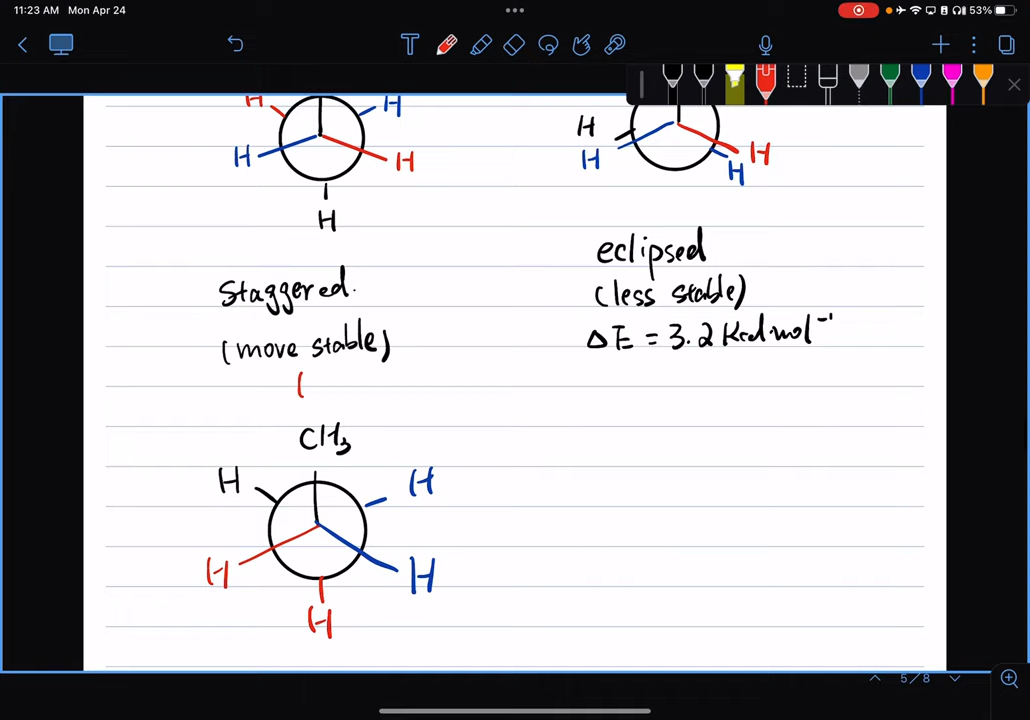 11:23 AM Mon Apr 24
53%
T
H H
H H
H
H
H H
H
eclipsed
(less stable)
ΔE = 3.2 Kcal mol⁻¹
Staggered.
(move stable)
(
CH₃
H H
H H
H
5/8